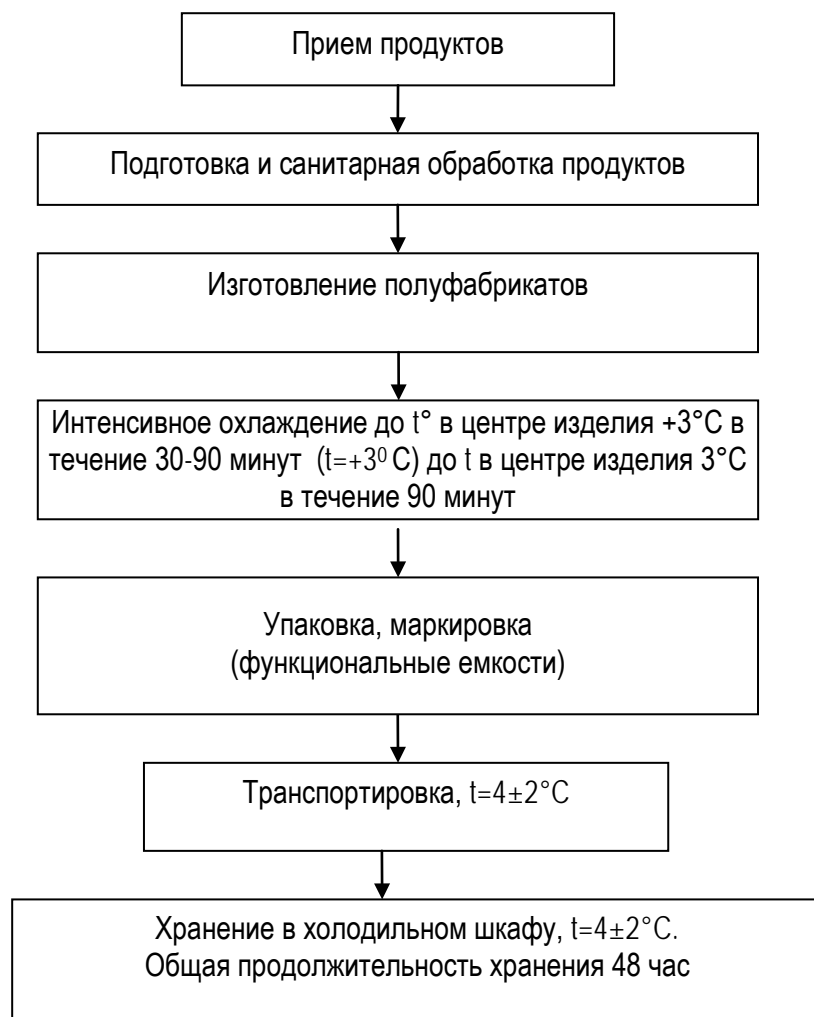 Прием продуктов
Подготовка и санитарная обработка продуктов
Изготовление полуфабрикатов
Интенсивное охлаждение до t° в центре изделия +3°С в
течение 30-90 минут (t=+3⁰ С) до t в центре изделия 3°С
в течение 90 минут
Упаковка, маркировка
(функциональные емкости)
Транспортировка, t=4±2°С
Хранение в холодильном шкафу, t=4±2°С.
Общая продолжительность хранения 48 час